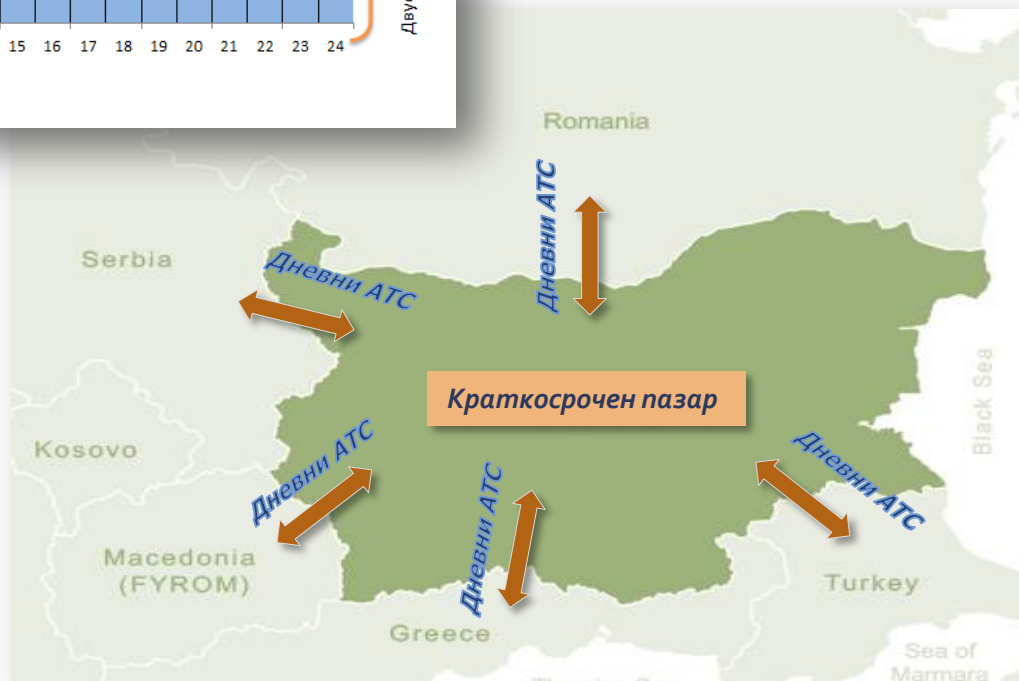 15 16 17 18 19 20 21 22 23 24
Romania
Дневни АТС
Serbia
Дневни АТС
Black Sea
Краткосрочен пазар
Kosovo
Дневни АТС
Дневни АТС
Дневни АТС
Macedonia
(FYROM)
Turkey
Greece
Sea of
Marmara